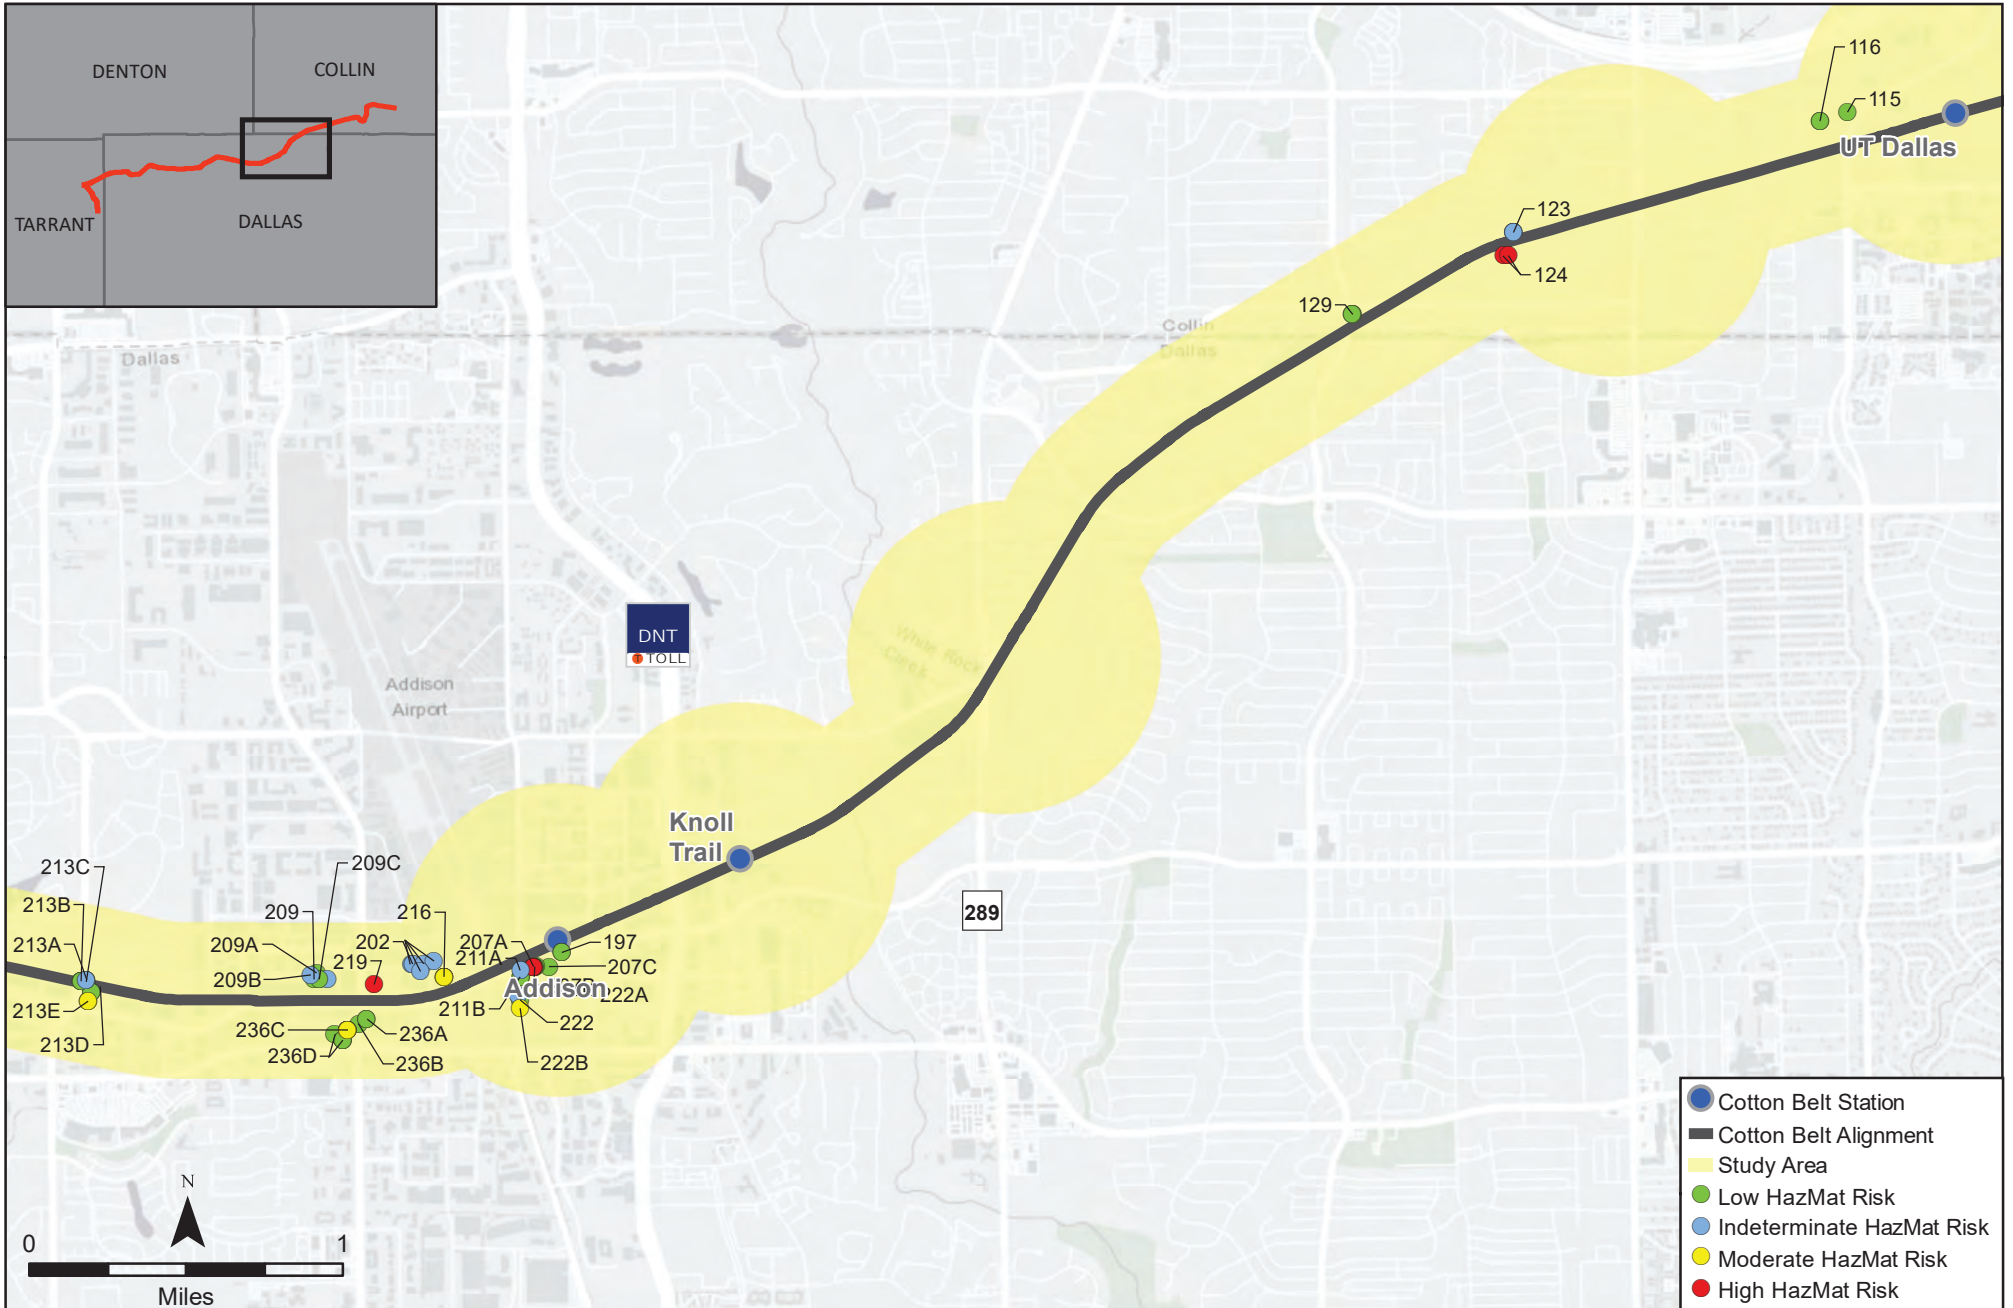 DENTON
COLLIN
TARRANT
DALLAS
116
115
UT Dallas
123
124
129
Collin
Dallas
Dallas
DNT
TOLL
White Rock
Creek
Addison
Airport
Knoll
Trail
289
213C
213B
213A
213E
213D
209C
209
209A
209B
219
202
216
207A
211A
197
207C
222A
Addison
211B
222
222B
236C
236D
236A
236B
N
0
1
Miles
Cotton Belt Station
Cotton Belt Alignment
Study Area
Low HazMat Risk
Indeterminate HazMat Risk
Moderate HazMat Risk
High HazMat Risk